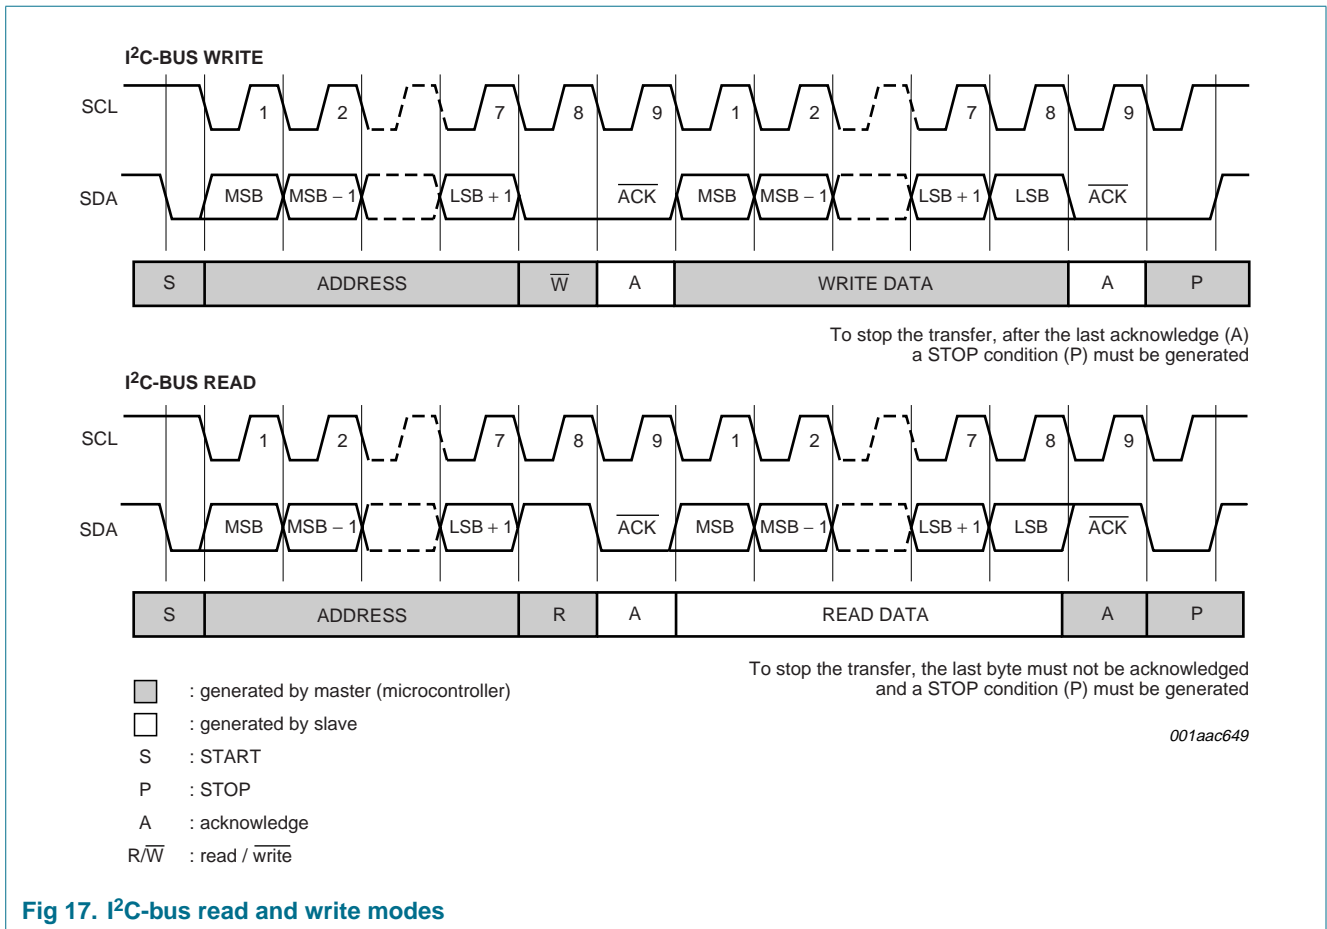 I²C-BUS WRITE
SCL 1 2 7 8 9 1 2 7 8 9
SDA MSB MSB − 1 LSB + 1 A̅C̅K̅ MSB MSB − 1 LSB + 1 LSB A̅C̅K̅
S ADDRESS W̅ A WRITE DATA A P
To stop the transfer, after the last acknowledge (A)
a STOP condition (P) must be generated
I²C-BUS READ
SCL 1 2 7 8 9 1 2 7 8 9
SDA MSB MSB − 1 LSB + 1 A̅C̅K̅ MSB MSB − 1 LSB + 1 LSB A̅C̅K̅
S ADDRESS R A READ DATA A P
To stop the transfer, the last byte must not be acknowledged
and a STOP condition (P) must be generated
: generated by master (microcontroller)
: generated by slave
001aac649
S : START
P : STOP
A : acknowledge
R/W̅ : read / w̅r̅i̅t̅e̅
Fig 17. I²C-bus read and write modes